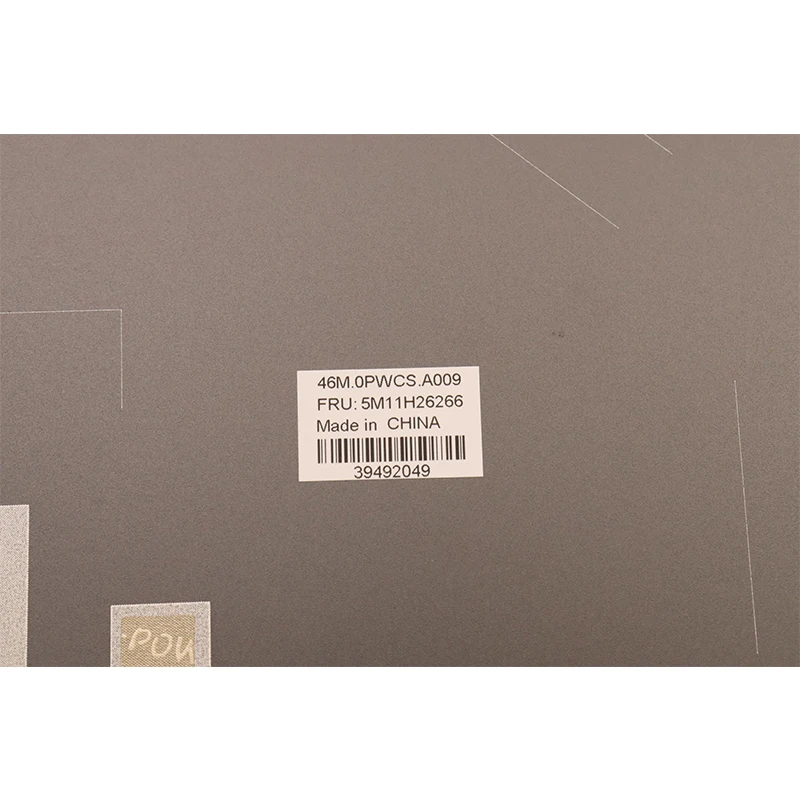 46M.0PWCS.A009
FRU: 5M11H26266
Made in CHINA
39492049